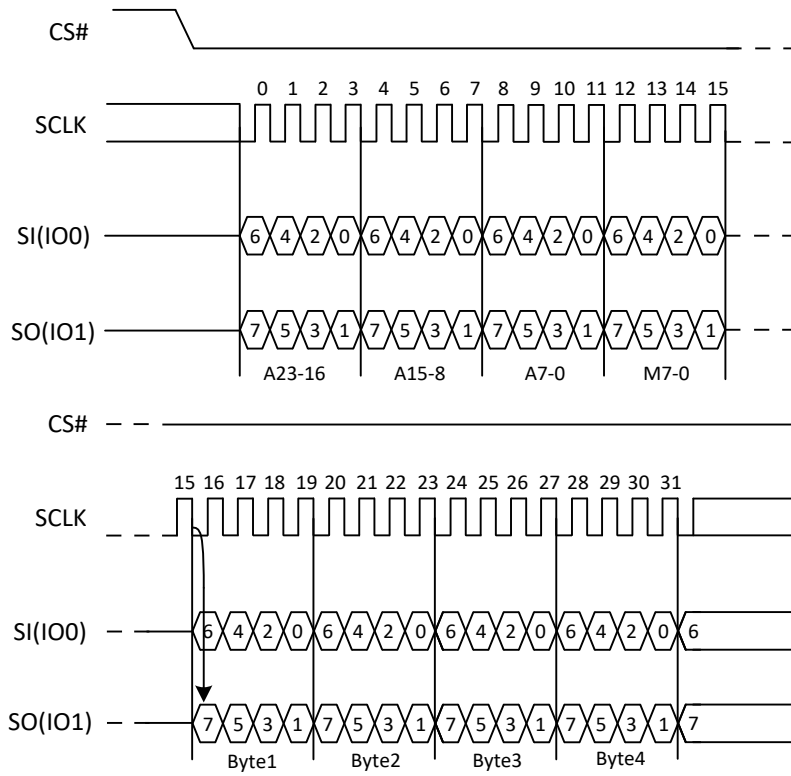 CS#
0 1 2 3 4 5 6 7 8 9 10 11 12 13 14 15
SCLK
SI(IO0) 6 4 2 0 6 4 2 0 6 4 2 0 6 4 2 0
SO(IO1) 7 5 3 1 7 5 3 1 7 5 3 1 7 5 3 1
A23-16 A15-8 A7-0 M7-0
CS#
15 16 17 18 19 20 21 22 23 24 25 26 27 28 29 30 31
SCLK
SI(IO0) 6 4 2 0 6 4 2 0 6 4 2 0 6 4 2 0 6
SO(IO1) 7 5 3 1 7 5 3 1 7 5 3 1 7 5 3 1 7
Byte1 Byte2 Byte3 Byte4